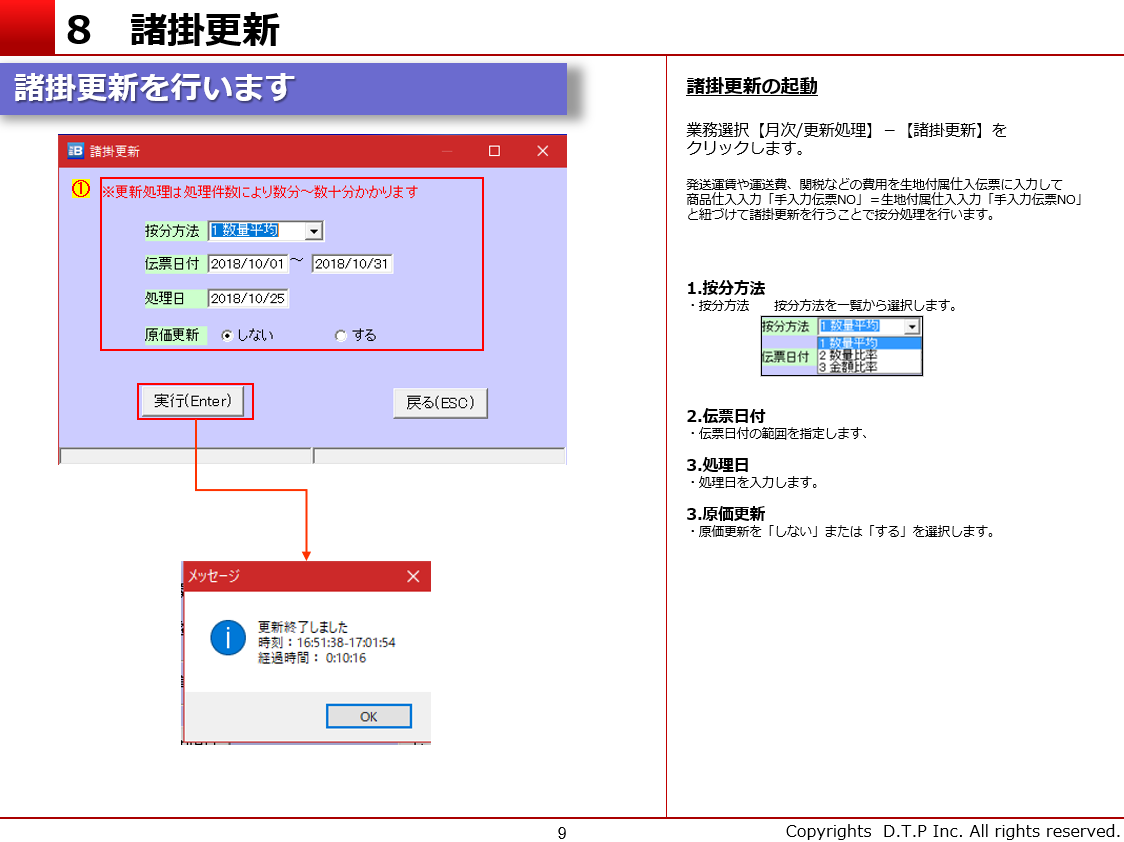 8 諸掛更新
諸掛更新を行います
諸掛更新
①
※更新処理は処理件数により数分～数十分かかります
按分方法 1 数量平均
伝票日付 2018/10/01 ～ 2018/10/31
処理日 2018/10/25
原価更新 しない する
実行(Enter) 戻る(ESC)
メッセージ
更新終了しました
時刻：16:51:38-17:01:54
経過時間： 0:10:16
OK
諸掛更新の起動
業務選択【月次/更新処理】－【諸掛更新】を
クリックします。
発送運賃や運送費、関税などの費用を生地付属仕入伝票に入力して
商品仕入入力「手入力伝票NO」＝生地付属仕入入力「手入力伝票NO」
と紐づけて諸掛更新を行うことで按分処理を行います。
1.按分方法
・按分方法 按分方法を一覧から選択します。
按分方法 1 数量平均
1 数量平均
伝票日付 2 数量比率
3 金額比率
2.伝票日付
・伝票日付の範囲を指定します、
3.処理日
・処理日を入力します。
3.原価更新
・原価更新を「しない」または「する」を選択します。
9
Copyrights D.T.P Inc. All rights reserved.